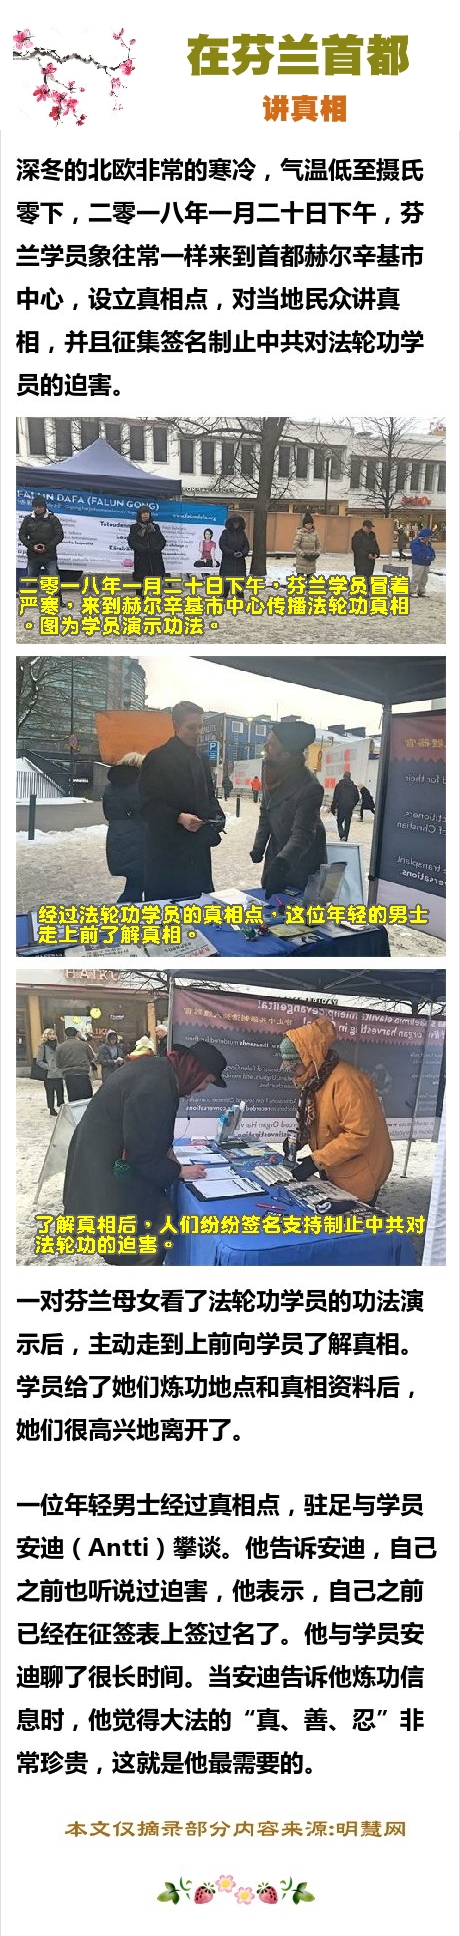 在芬兰首都
讲真相
深冬的北欧非常的寒冷，气温低至摄氏
零下，二零一八年一月二十日下午，芬
兰学员象往常一样来到首都赫尔辛基市
中心，设立真相点，对当地民众讲真
相，并且征集签名制止中共对法轮功学
员的迫害。
FALUN DAFA (FALUN GONG)
www.falundafa.org
二零一八年一月二十日下午，芬兰学员冒着
严寒，来到赫尔辛基市中心传播法轮功真相
。图为学员演示功法。
经过法轮功学员的真相点，这位年轻的男士
走上前了解真相。
了解真相后，人们纷纷签名支持制止中共对
法轮功的迫害。
一对芬兰母女看了法轮功学员的功法演
示后，主动走到上前向学员了解真相。
学员给了她们炼功地点和真相资料后，
她们很高兴地离开了。
一位年轻男士经过真相点，驻足与学员
安迪（Antti）攀谈。他告诉安迪，自己
之前也听说过迫害，他表示，自己之前
已经在征签表上签过名了。他与学员安
迪聊了很长时间。当安迪告诉他炼功信
息时，他觉得大法的“真、善、忍”非
常珍贵，这就是他最需要的。
本文仅摘录部分内容来源:明慧网